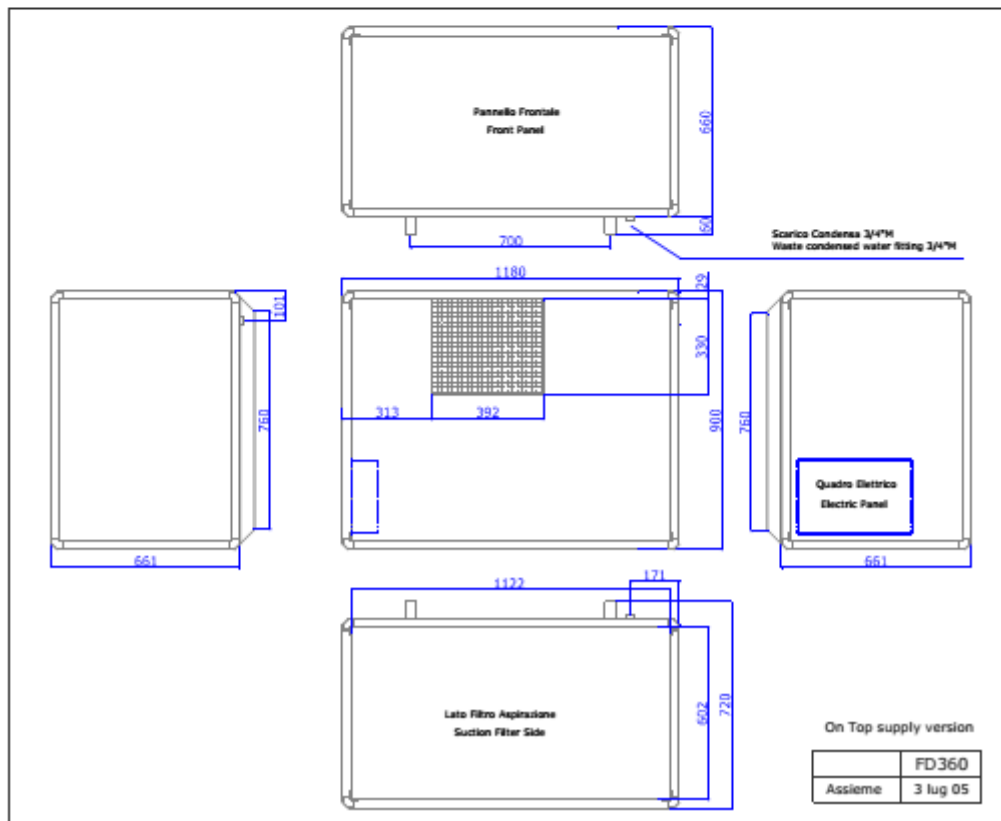 Pannello Frontale
Front Panel
660
60
700
Scarico Condensa 3/4"M
Waste condensed water fitting 3/4"M
1180
29
101
330
313
392
760
900
760
Quadro Elettrico
Electric Panel
661
661
171
1122
Lato Filtro Aspirazione
Suction Filter Side
602
720
On Top supply version
FD360
Assieme 3 lug 05